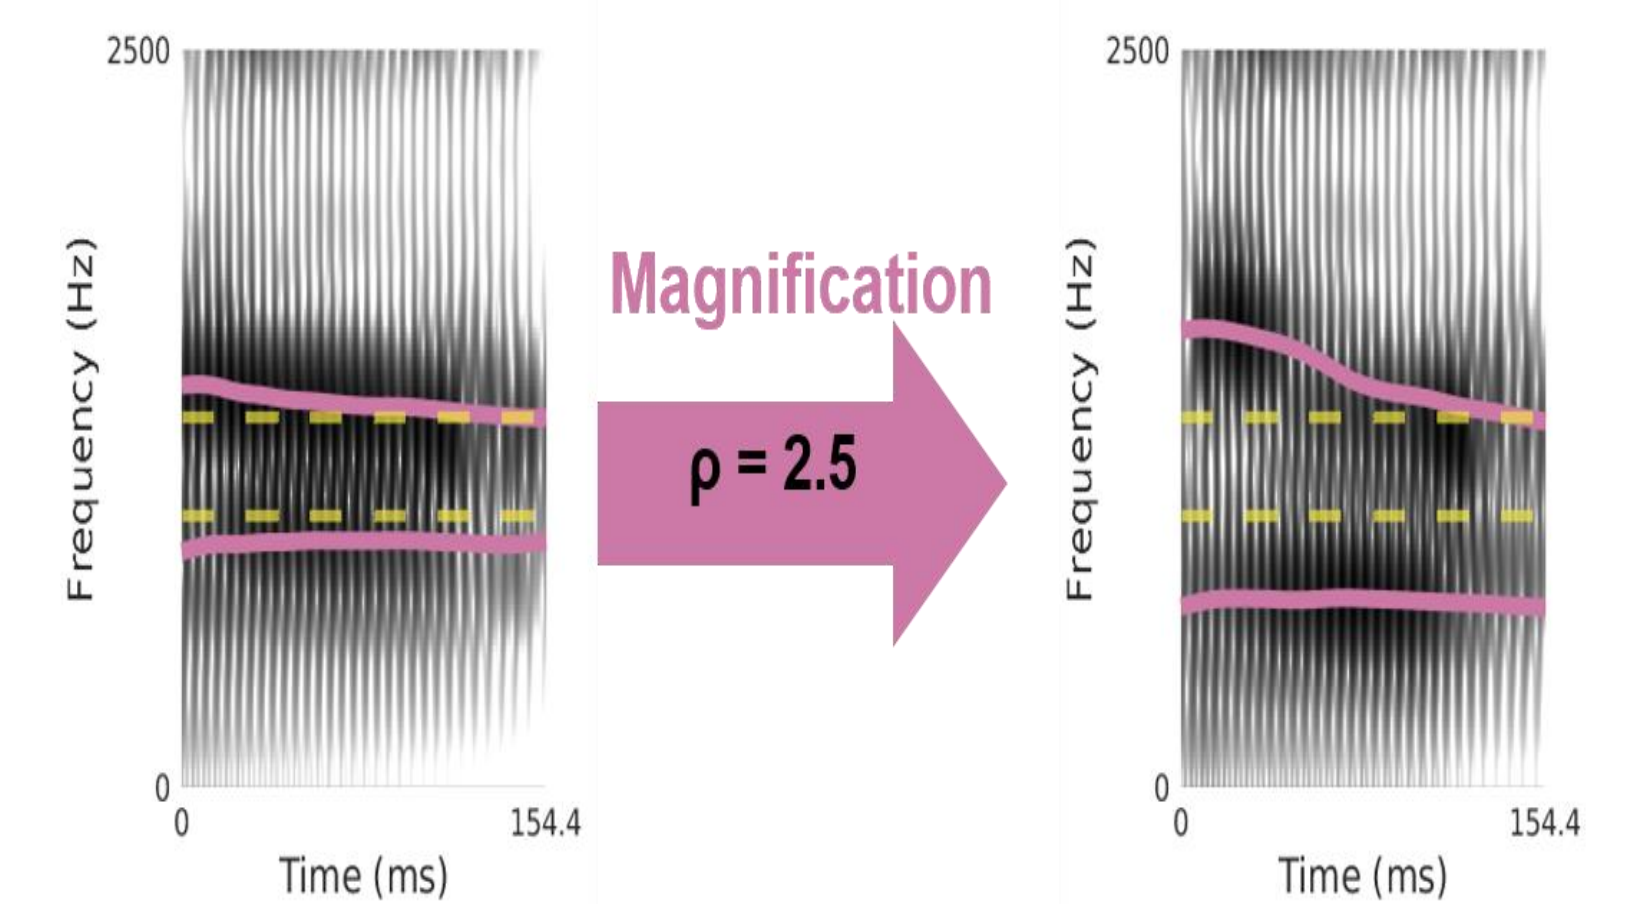 2500
Frequency (Hz)
0
0
154.4
Time (ms)
Magnification
ρ = 2.5
2500
Frequency (Hz)
0
0
154.4
Time (ms)